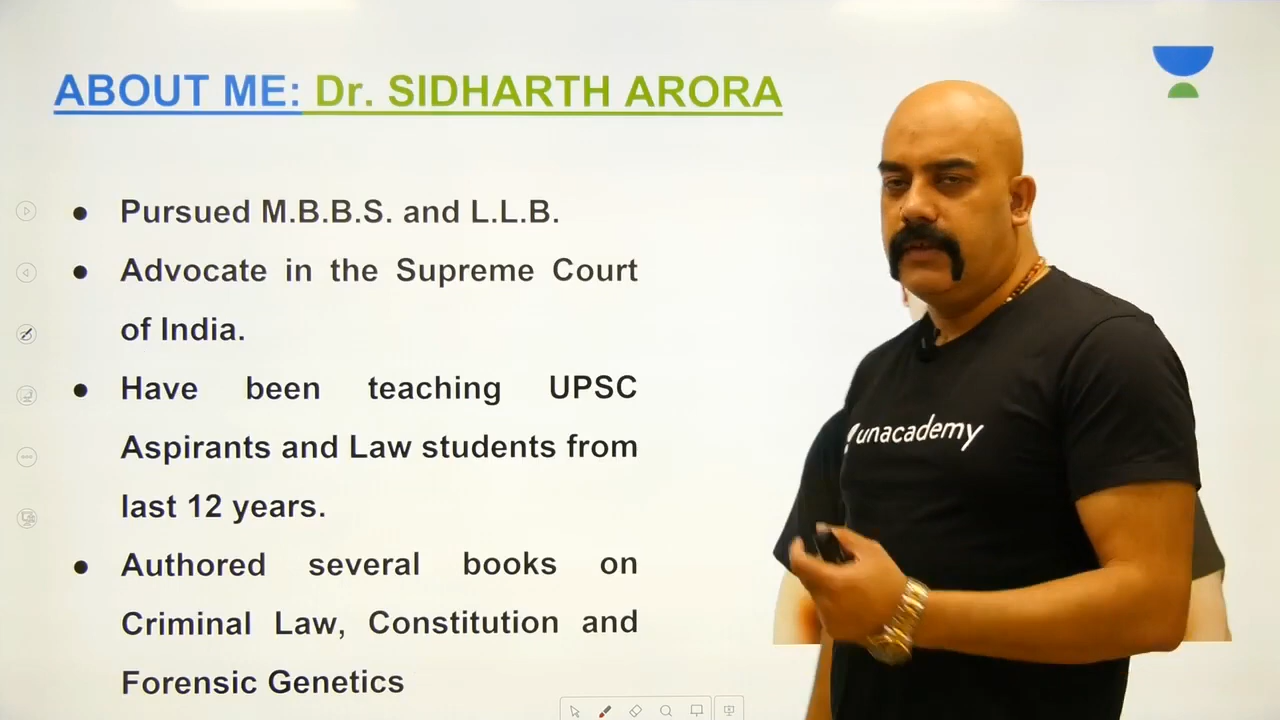 ABOUT ME: Dr. SIDHARTH ARORA
● Pursued M.B.B.S. and L.L.B.
● Advocate in the Supreme Court
of India.
● Have been teaching UPSC
Aspirants and Law students from
last 12 years.
● Authored several books on
Criminal Law, Constitution and
Forensic Genetics
unacademy